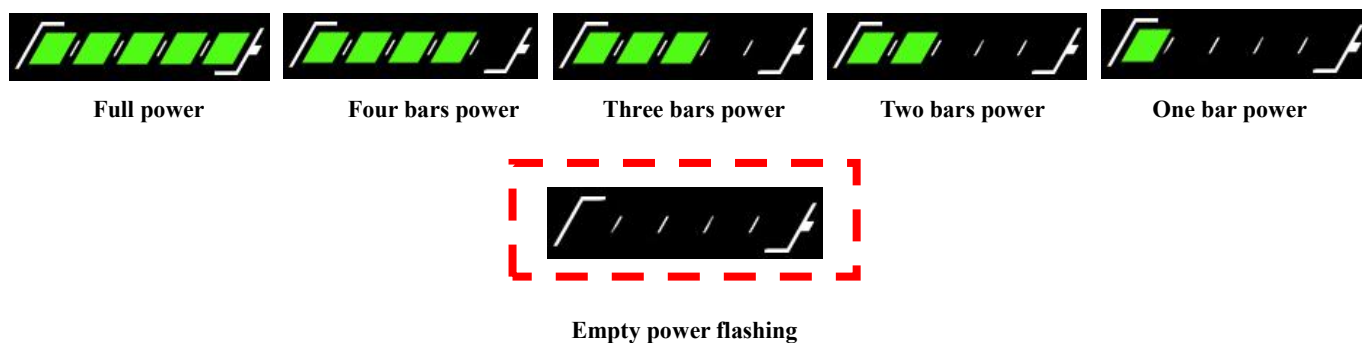 Full power
Four bars power
Three bars power
Two bars power
One bar power
Empty power flashing